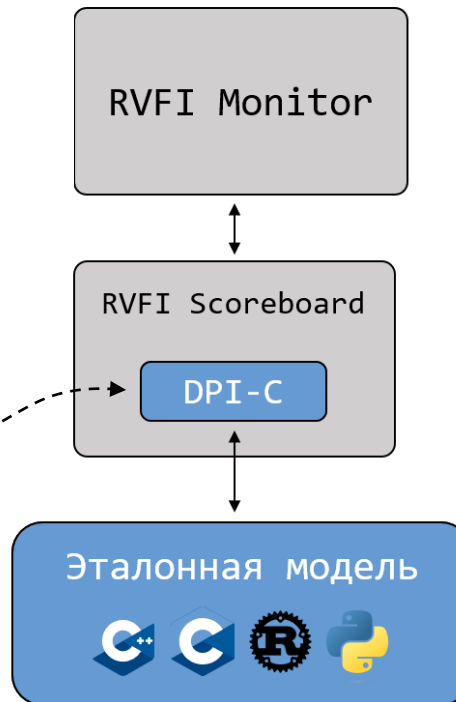 RVFI Monitor
RVFI Scoreboard
DPI-C
Эталонная модель
C++ C R